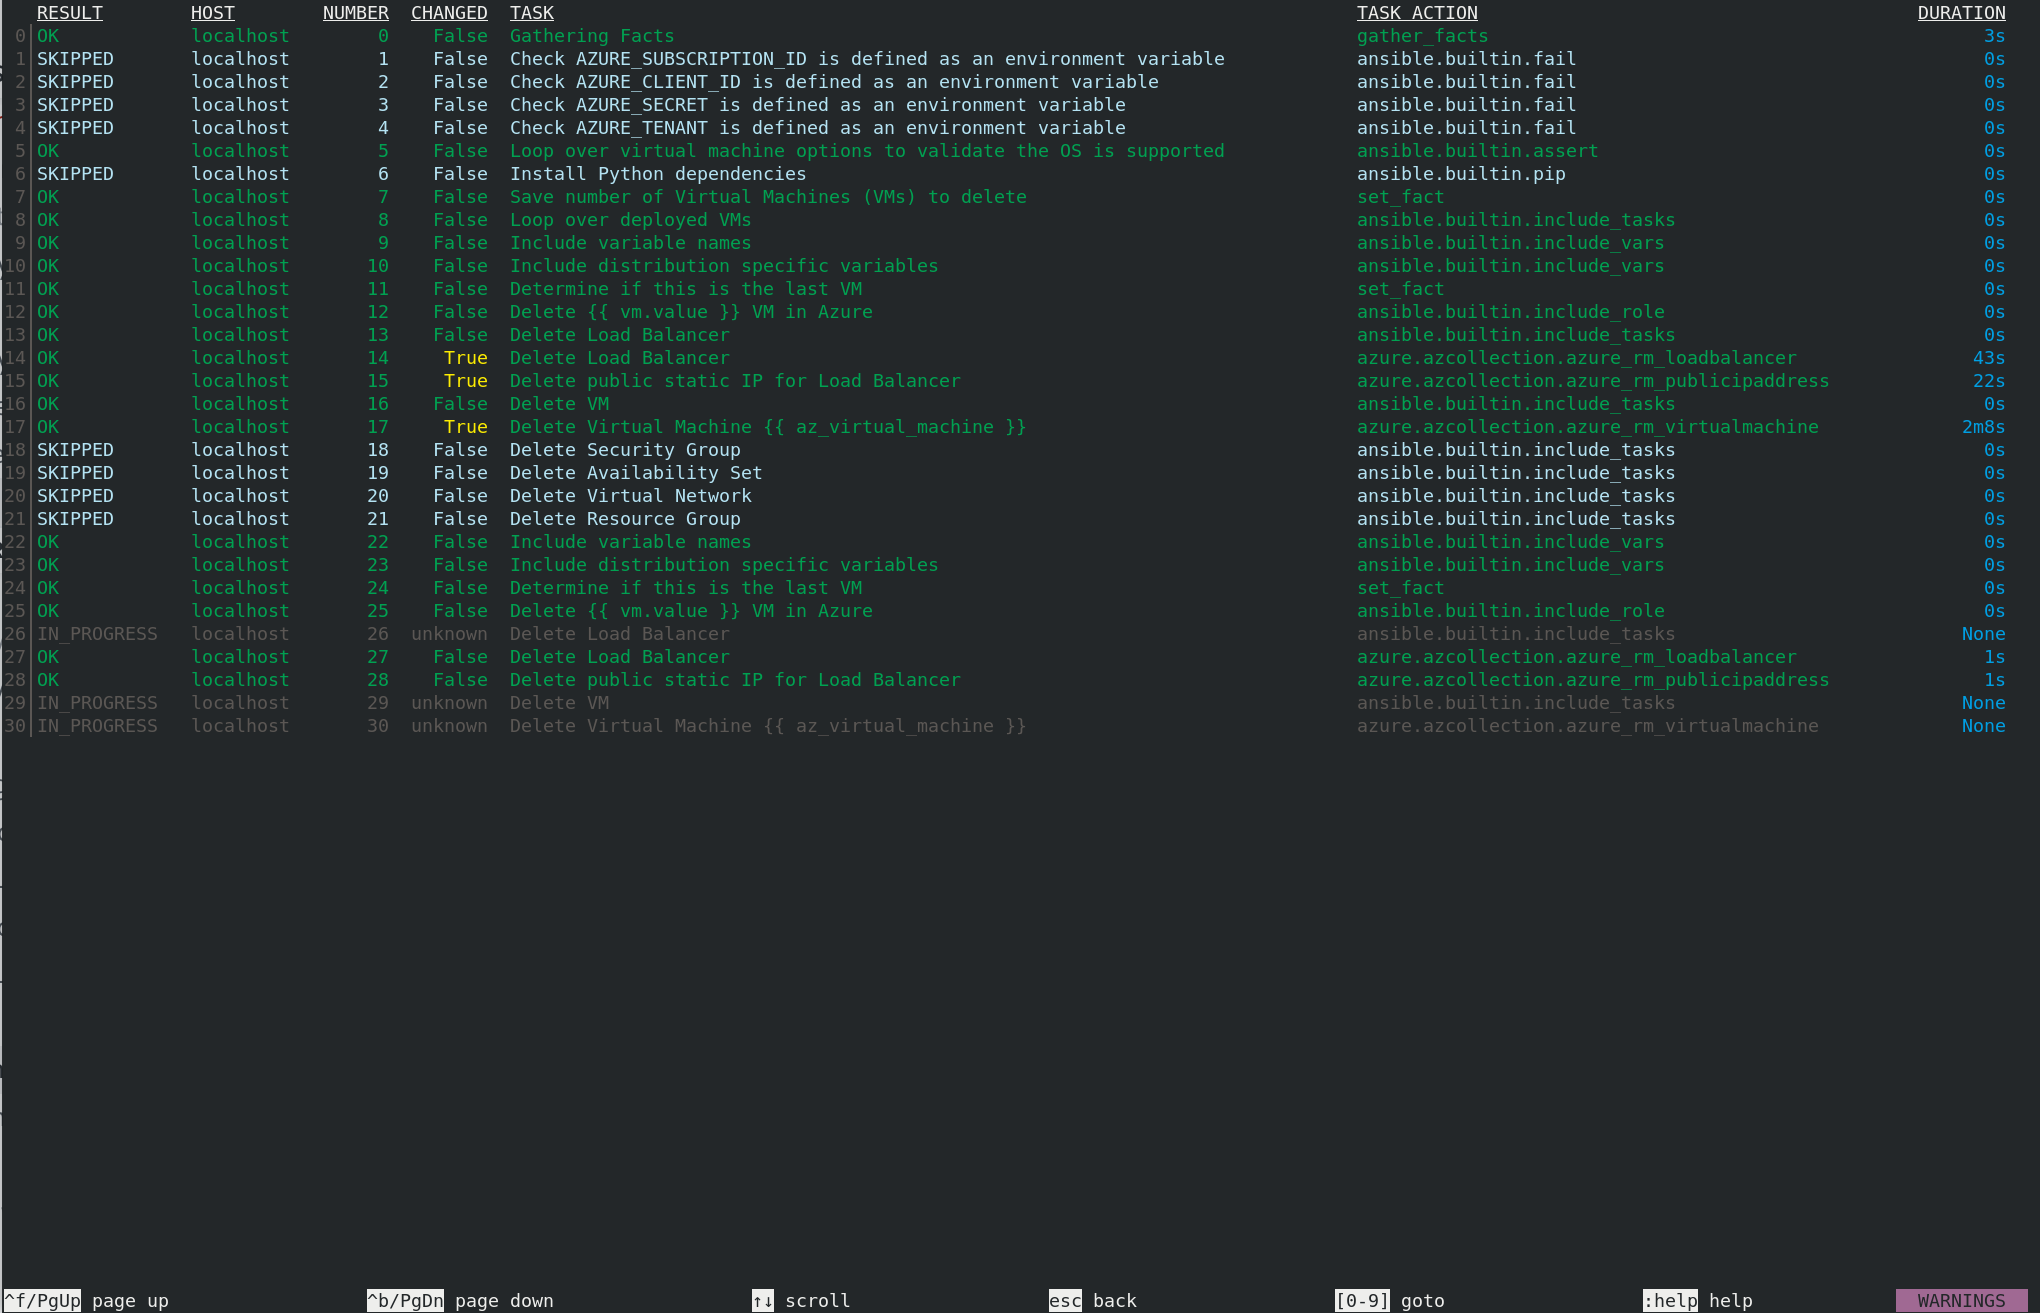 RESULT HOST NUMBER CHANGED TASK TASK ACTION DURATION
0 OK localhost 0 False Gathering Facts gather_facts 3s
1 SKIPPED localhost 1 False Check AZURE_SUBSCRIPTION_ID is defined as an environment variable ansible.builtin.fail 0s
2 SKIPPED localhost 2 False Check AZURE_CLIENT_ID is defined as an environment variable ansible.builtin.fail 0s
3 SKIPPED localhost 3 False Check AZURE_SECRET is defined as an environment variable ansible.builtin.fail 0s
4 SKIPPED localhost 4 False Check AZURE_TENANT is defined as an environment variable ansible.builtin.fail 0s
5 OK localhost 5 False Loop over virtual machine options to validate the OS is supported ansible.builtin.assert 0s
6 SKIPPED localhost 6 False Install Python dependencies ansible.builtin.pip 0s
7 OK localhost 7 False Save number of Virtual Machines (VMs) to delete set_fact 0s
8 OK localhost 8 False Loop over deployed VMs ansible.builtin.include_tasks 0s
9 OK localhost 9 False Include variable names ansible.builtin.include_vars 0s
10 OK localhost 10 False Include distribution specific variables ansible.builtin.include_vars 0s
11 OK localhost 11 False Determine if this is the last VM set_fact 0s
12 OK localhost 12 False Delete {{ vm.value }} VM in Azure ansible.builtin.include_role 0s
13 OK localhost 13 False Delete Load Balancer ansible.builtin.include_tasks 0s
14 OK localhost 14 True Delete Load Balancer azure.azcollection.azure_rm_loadbalancer 43s
15 OK localhost 15 True Delete public static IP for Load Balancer azure.azcollection.azure_rm_publicipaddress 22s
16 OK localhost 16 False Delete VM ansible.builtin.include_tasks 0s
17 OK localhost 17 True Delete Virtual Machine {{ az_virtual_machine }} azure.azcollection.azure_rm_virtualmachine 2m8s
18 SKIPPED localhost 18 False Delete Security Group ansible.builtin.include_tasks 0s
19 SKIPPED localhost 19 False Delete Availability Set ansible.builtin.include_tasks 0s
20 SKIPPED localhost 20 False Delete Virtual Network ansible.builtin.include_tasks 0s
21 SKIPPED localhost 21 False Delete Resource Group ansible.builtin.include_tasks 0s
22 OK localhost 22 False Include variable names ansible.builtin.include_vars 0s
23 OK localhost 23 False Include distribution specific variables ansible.builtin.include_vars 0s
24 OK localhost 24 False Determine if this is the last VM set_fact 0s
25 OK localhost 25 False Delete {{ vm.value }} VM in Azure ansible.builtin.include_role 0s
26 IN_PROGRESS localhost 26 unknown Delete Load Balancer ansible.builtin.include_tasks None
27 OK localhost 27 False Delete Load Balancer azure.azcollection.azure_rm_loadbalancer 1s
28 OK localhost 28 False Delete public static IP for Load Balancer azure.azcollection.azure_rm_publicipaddress 1s
29 IN_PROGRESS localhost 29 unknown Delete VM ansible.builtin.include_tasks None
30 IN_PROGRESS localhost 30 unknown Delete Virtual Machine {{ az_virtual_machine }} azure.azcollection.azure_rm_virtualmachine None
^f/PgUp page up ^b/PgDn page down ↑↓ scroll esc back [0-9] goto :help help WARNINGS